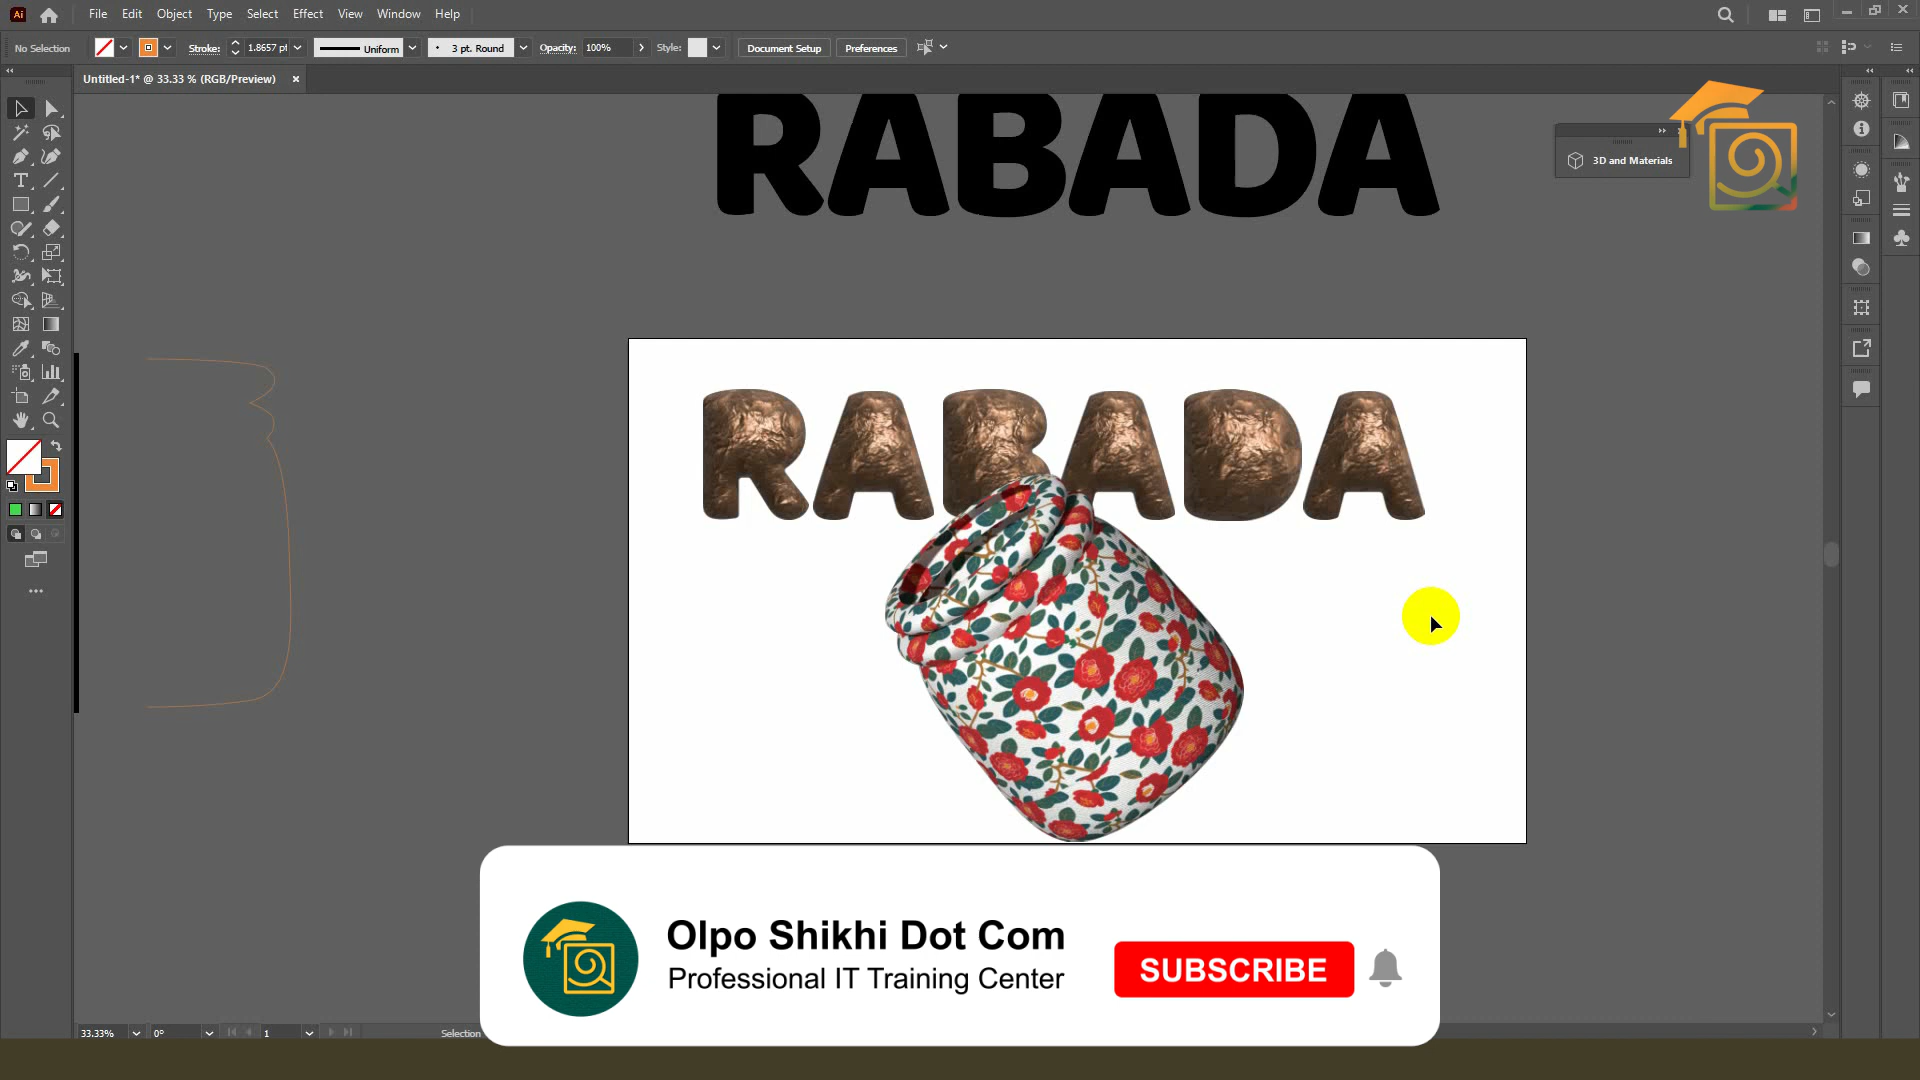 Ai
File Edit Object Type Select Effect View Window Help
No Selection Stroke: 1.8657 pt Uniform 3 pt. Round Opacity: 100% Style: Document Setup Preferences
Untitled-1* @ 33.33 % (RGB/Preview)
RABADA
3D and Materials
RABADA
Olpo Shikhi Dot Com
Professional IT Training Center
SUBSCRIBE
33.33% 0° 1 Selection